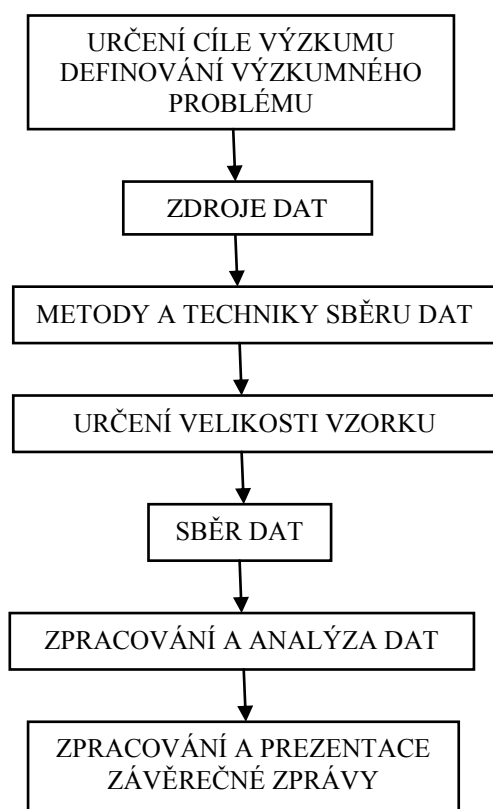 URČENÍ CÍLE VÝZKUMU
DEFINOVÁNÍ VÝZKUMNÉHO
PROBLÉMU
ZDROJE DAT
METODY A TECHNIKY SBĚRU DAT
URČENÍ VELIKOSTI VZORKU
SBĚR DAT
ZPRACOVÁNÍ A ANALÝZA DAT
ZPRACOVÁNÍ A PREZENTACE
ZÁVĚREČNÉ ZPRÁVY